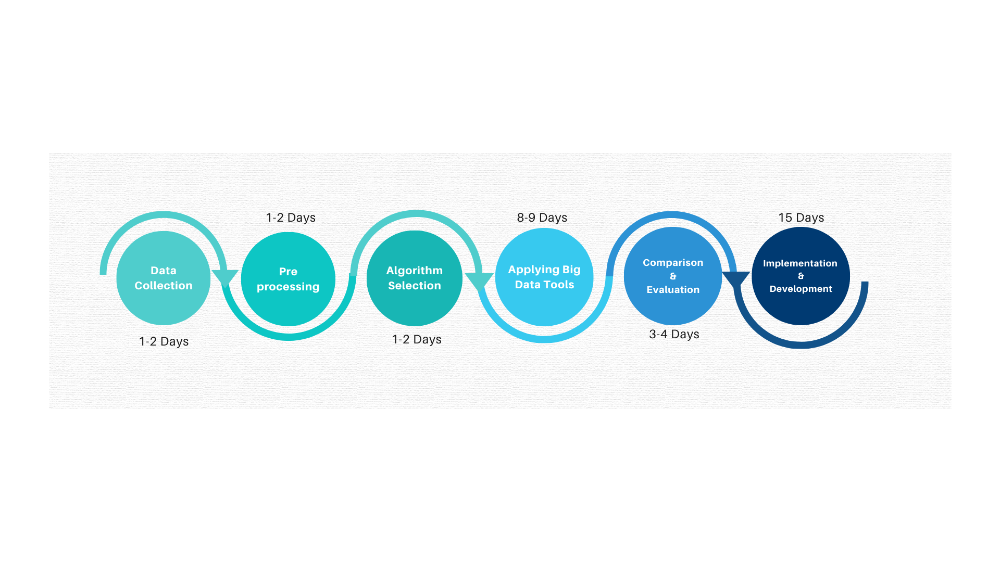 Data
Collection
1-2 Days
1-2 Days
Pre
processing
Algorithm
Selection
1-2 Days
8-9 Days
Applying Big
Data Tools
Comparison
&
Evaluation
3-4 Days
15 Days
Implementation
&
Development